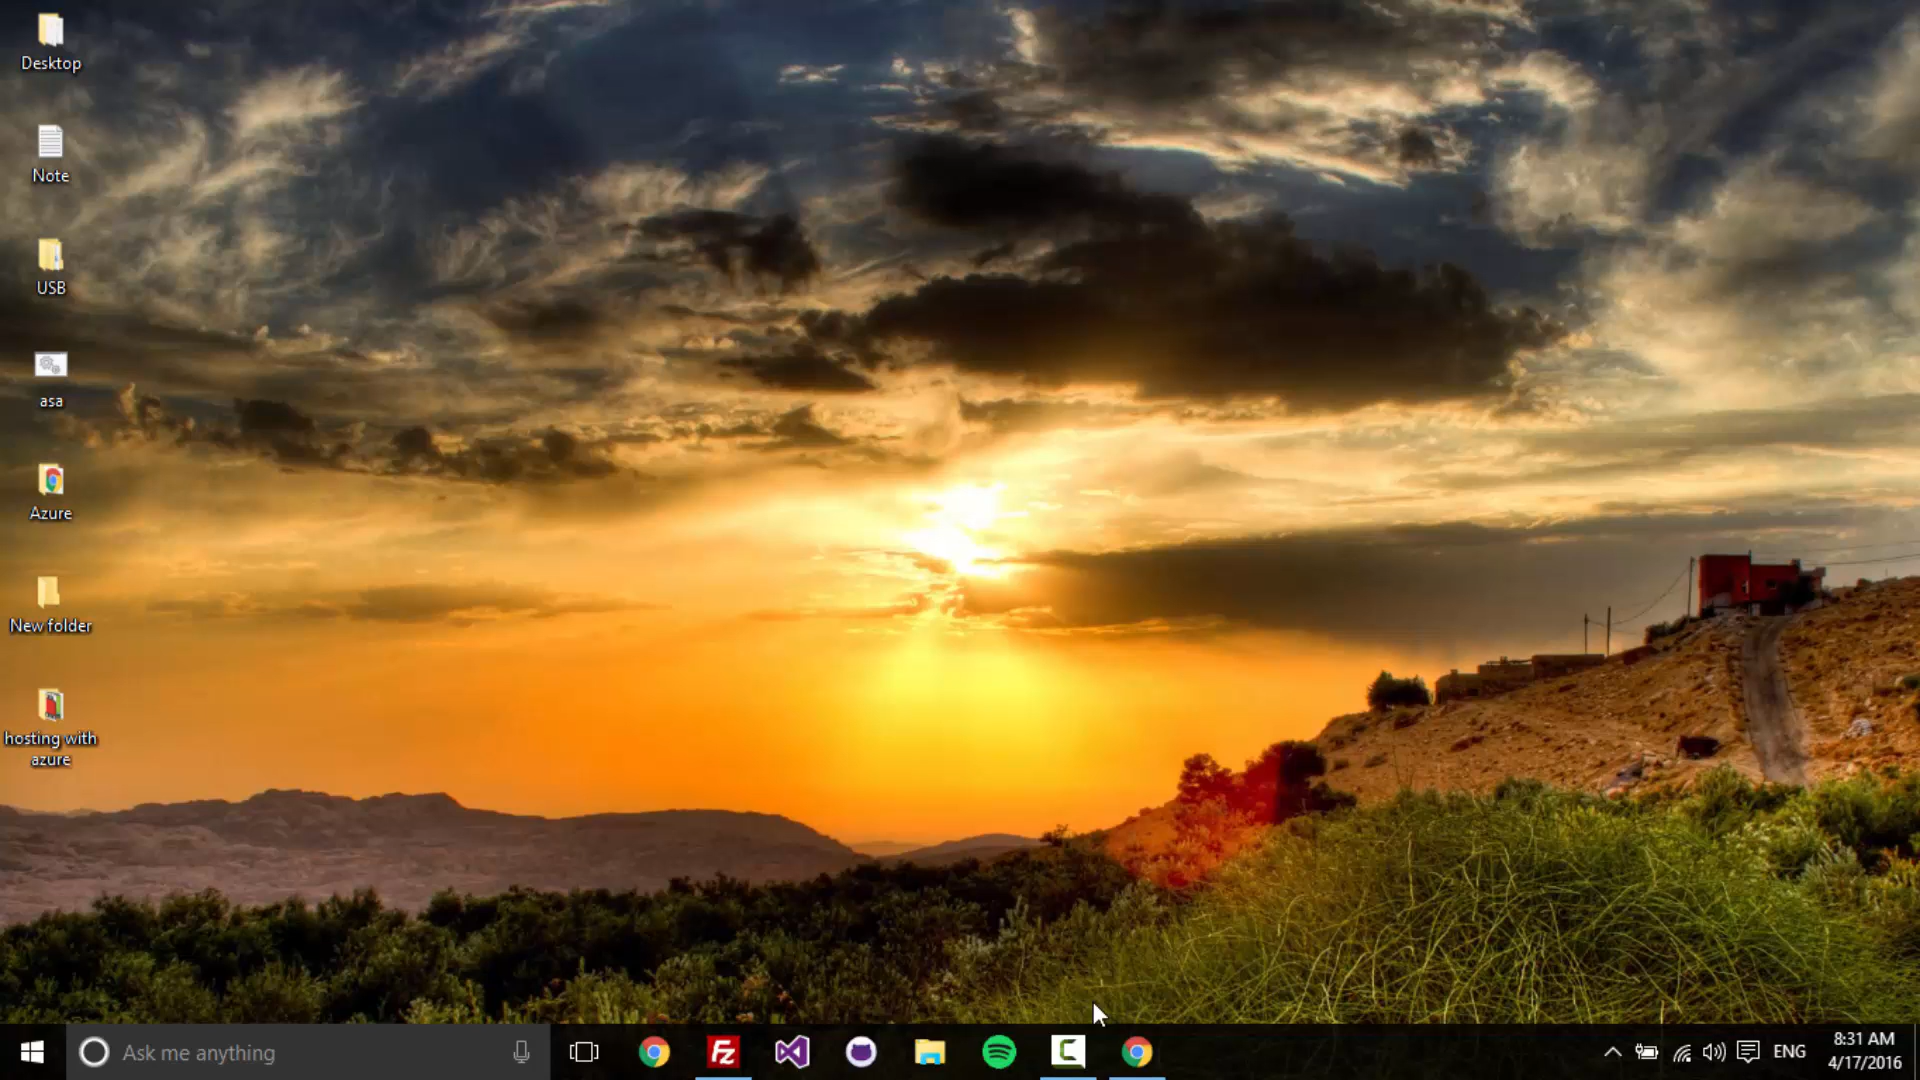 Desktop
Note
USB
asa
Azure
New folder
hosting with
azure
Ask me anything
ENG
8:31 AM
4/17/2016